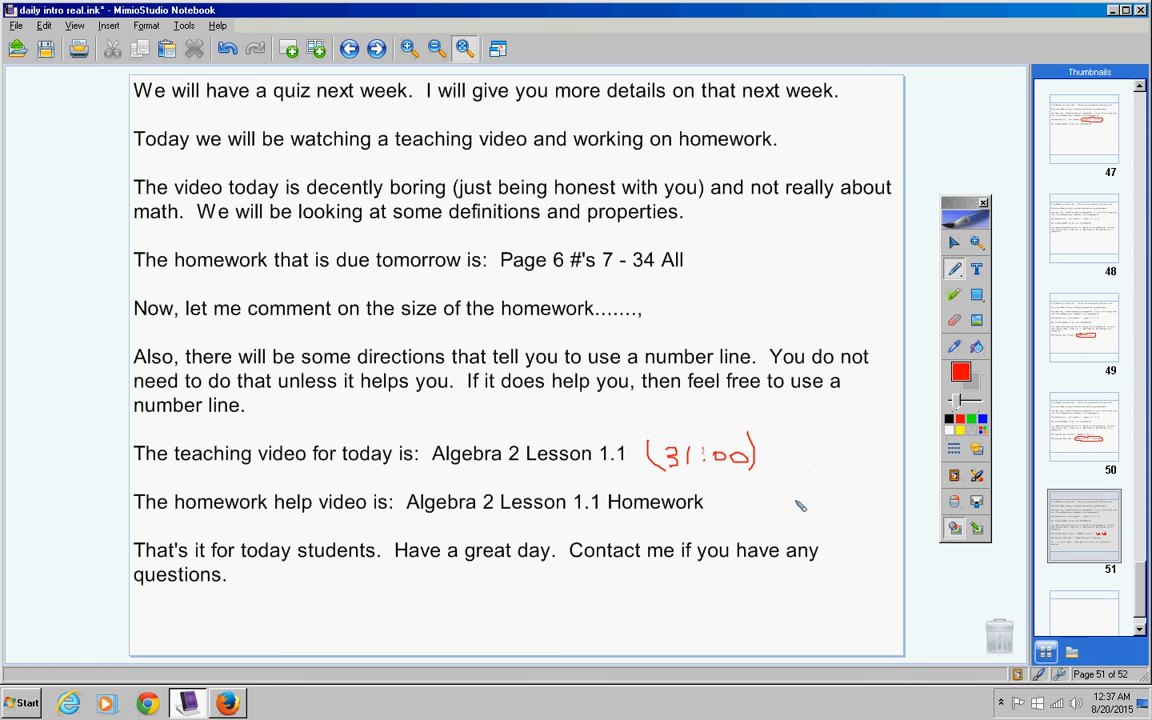 daily intro real.ink* - MimioStudio Notebook
File Edit View Insert Format Tools Help
We will have a quiz next week. I will give you more details on that next week.
Today we will be watching a teaching video and working on homework.
The video today is decently boring (just being honest with you) and not really about
math. We will be looking at some definitions and properties.
The homework that is due tomorrow is: Page 6 #'s 7 - 34 All
Now, let me comment on the size of the homework.......,
Also, there will be some directions that tell you to use a number line. You do not
need to do that unless it helps you. If it does help you, then feel free to use a
number line.
The teaching video for today is: Algebra 2 Lesson 1.1 (31:00)
The homework help video is: Algebra 2 Lesson 1.1 Homework
That's it for today students. Have a great day. Contact me if you have any
questions.
Thumbnails
47
48
49
50
51
Page 51 of 52
Start
12:37 AM
8/20/2015